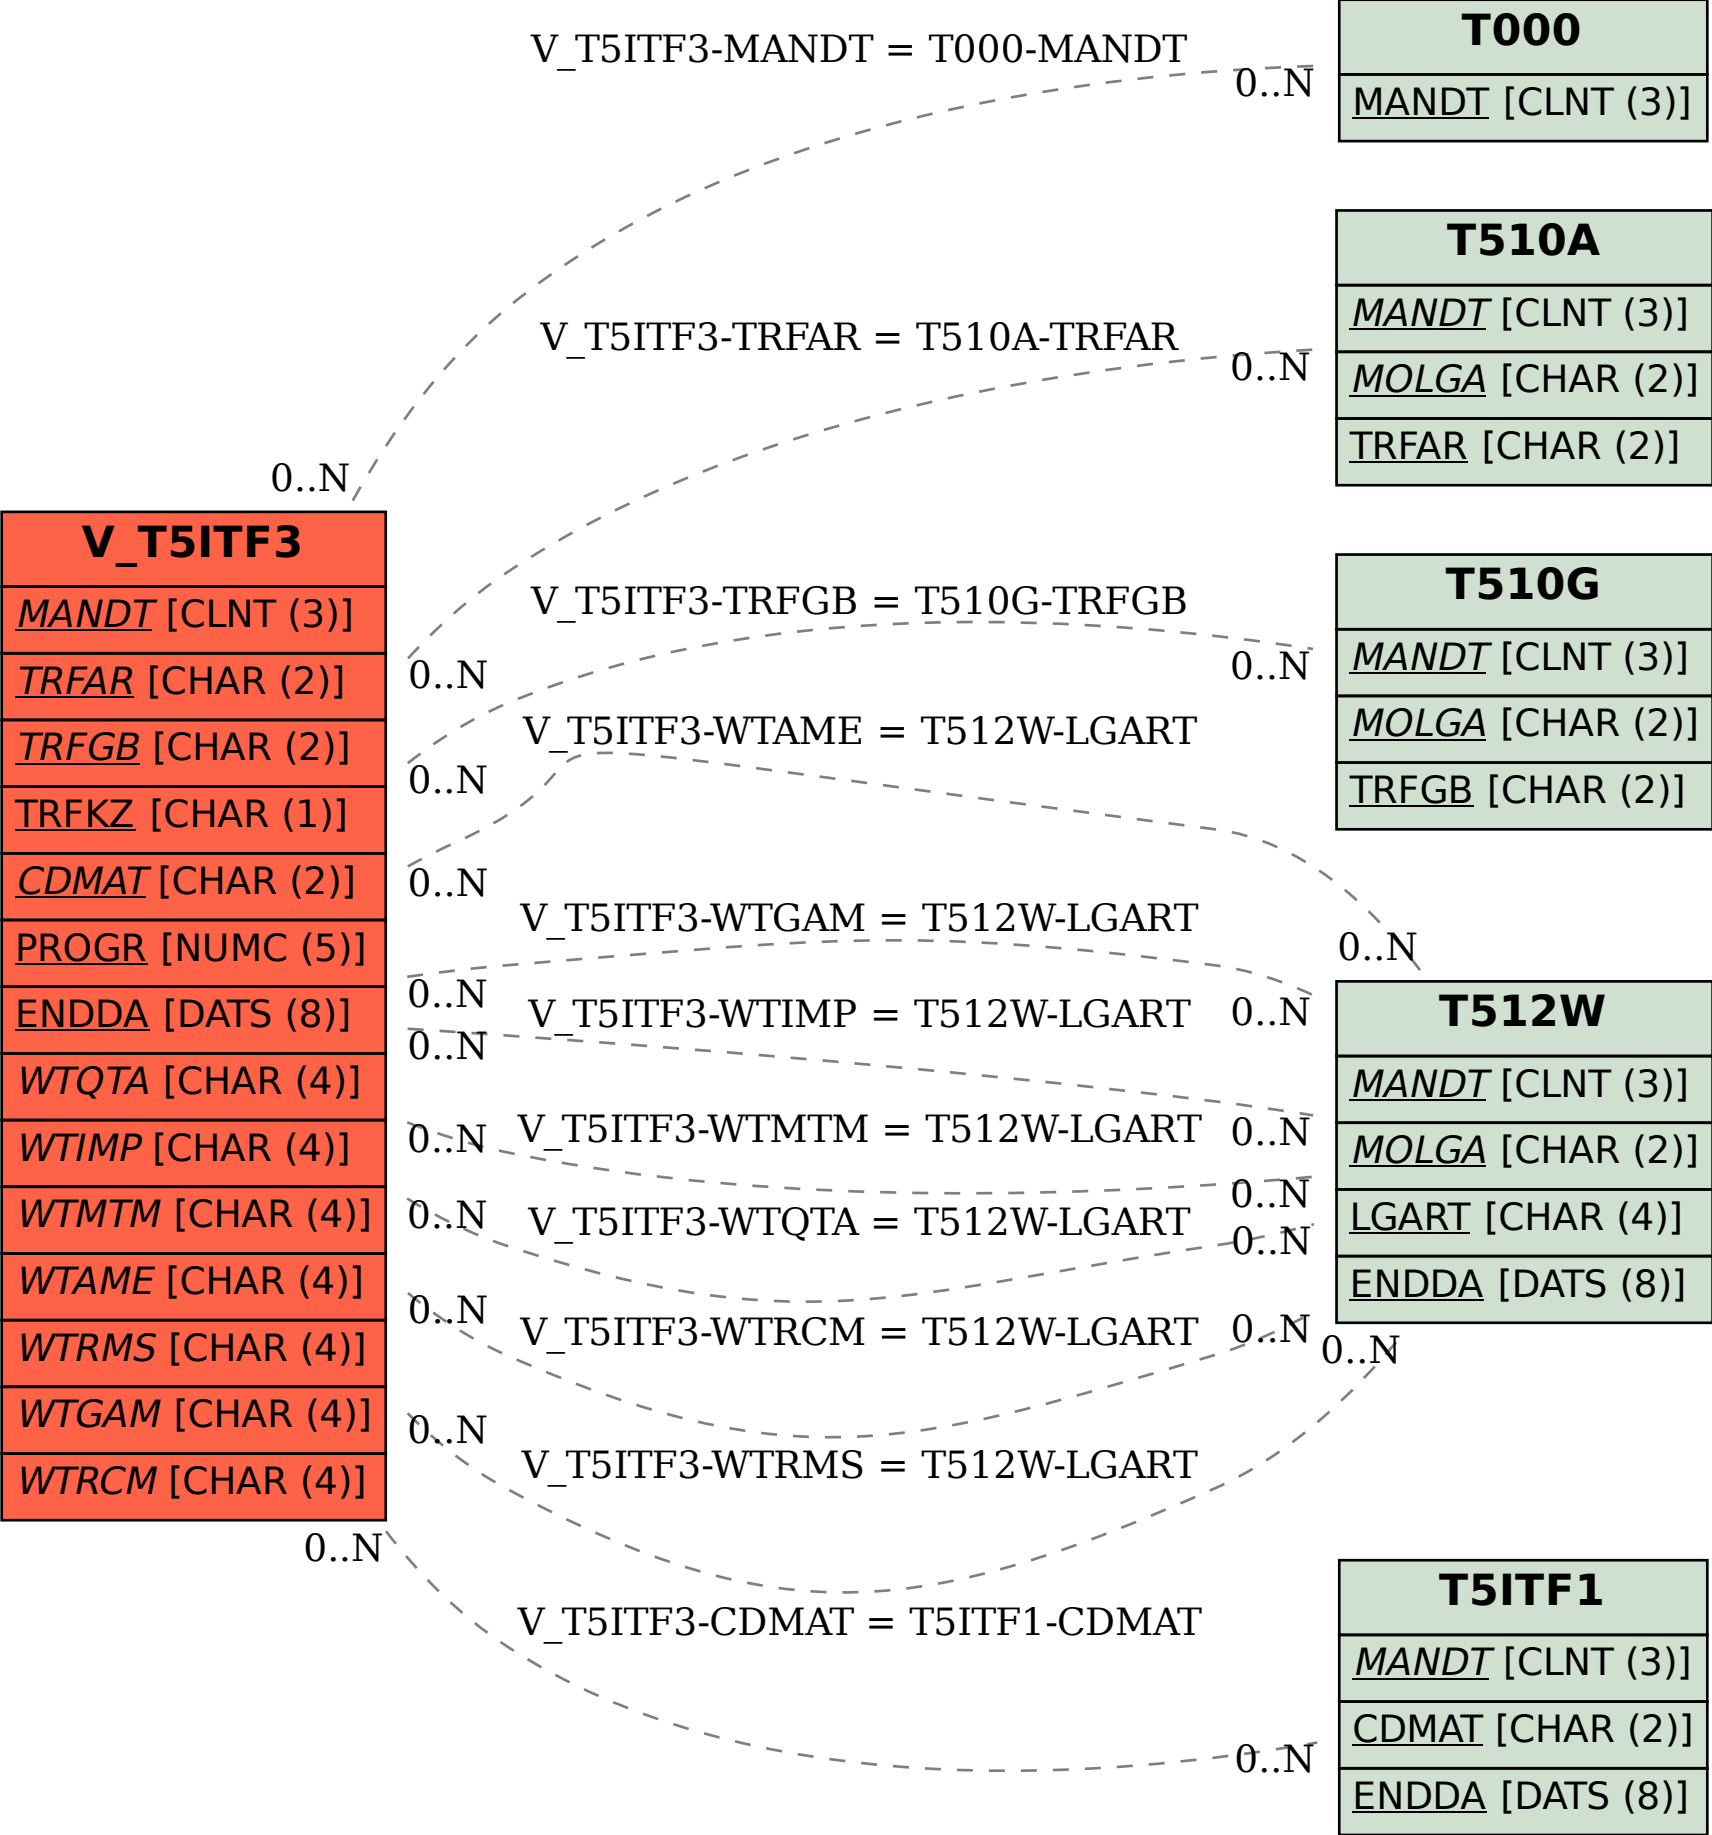 V_T5ITF3-MANDT = T000-MANDT
0..N
0..N
T000
MANDT [CLNT (3)]
V_T5ITF3-TRFAR = T510A-TRFAR
0..N
0..N
T510A
MANDT [CLNT (3)]
MOLGA [CHAR (2)]
TRFAR [CHAR (2)]
V_T5ITF3
MANDT [CLNT (3)]
TRFAR [CHAR (2)]
TRFGB [CHAR (2)]
TRFKZ [CHAR (1)]
CDMAT [CHAR (2)]
PROGR [NUMC (5)]
ENDDA [DATS (8)]
WTQTA [CHAR (4)]
WTIMP [CHAR (4)]
WTMTM [CHAR (4)]
WTAME [CHAR (4)]
WTRMS [CHAR (4)]
WTGAM [CHAR (4)]
WTRCM [CHAR (4)]
V_T5ITF3-TRFGB = T510G-TRFGB
0..N
0..N
T510G
MANDT [CLNT (3)]
MOLGA [CHAR (2)]
TRFGB [CHAR (2)]
V_T5ITF3-WTAME = T512W-LGART
0..N
0..N
V_T5ITF3-WTGAM = T512W-LGART
0..N
0..N
V_T5ITF3-WTIMP = T512W-LGART
0..N
0..N
V_T5ITF3-WTMTM = T512W-LGART
0..N
0..N
V_T5ITF3-WTQTA = T512W-LGART
0..N
0..N
V_T5ITF3-WTRCM = T512W-LGART
0..N
0..N
V_T5ITF3-WTRMS = T512W-LGART
0..N
0..N
T512W
MANDT [CLNT (3)]
MOLGA [CHAR (2)]
LGART [CHAR (4)]
ENDDA [DATS (8)]
V_T5ITF3-CDMAT = T5ITF1-CDMAT
0..N
0..N
T5ITF1
MANDT [CLNT (3)]
CDMAT [CHAR (2)]
ENDDA [DATS (8)]